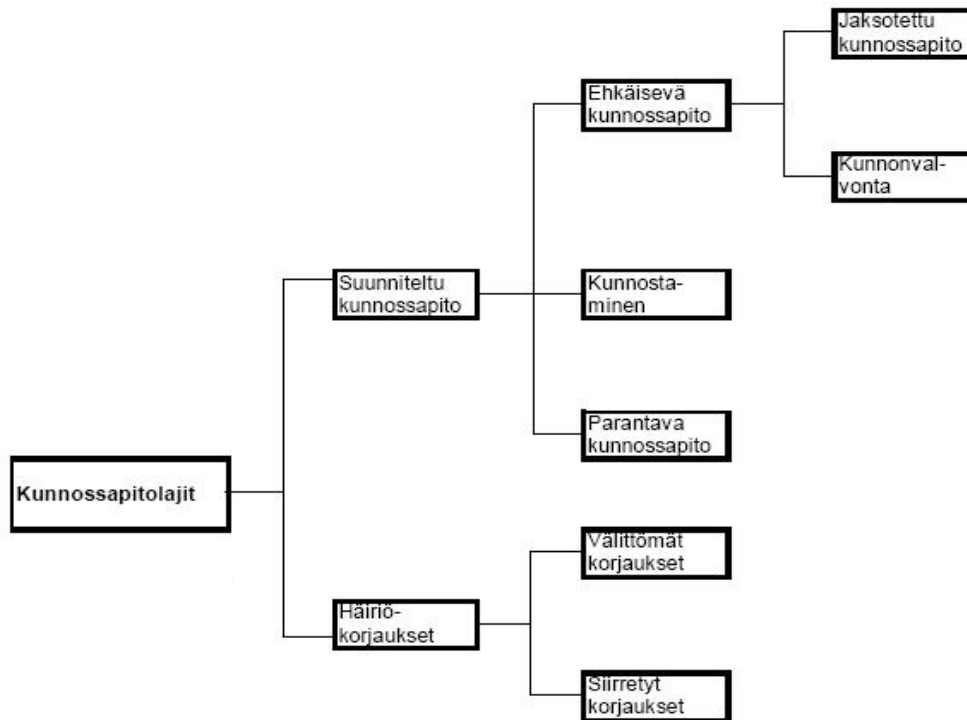 Jaksotettu
kunnossapito
Ehkäisevä
kunnossapito
Kunnonval-
vonta
Suunniteltu
kunnossapito
Kunnosta-
minen
Parantava
kunnossapito
Kunnossapitolajit
Välittömät
korjaukset
Häiriö-
korjaukset
Siirretyt
korjaukset